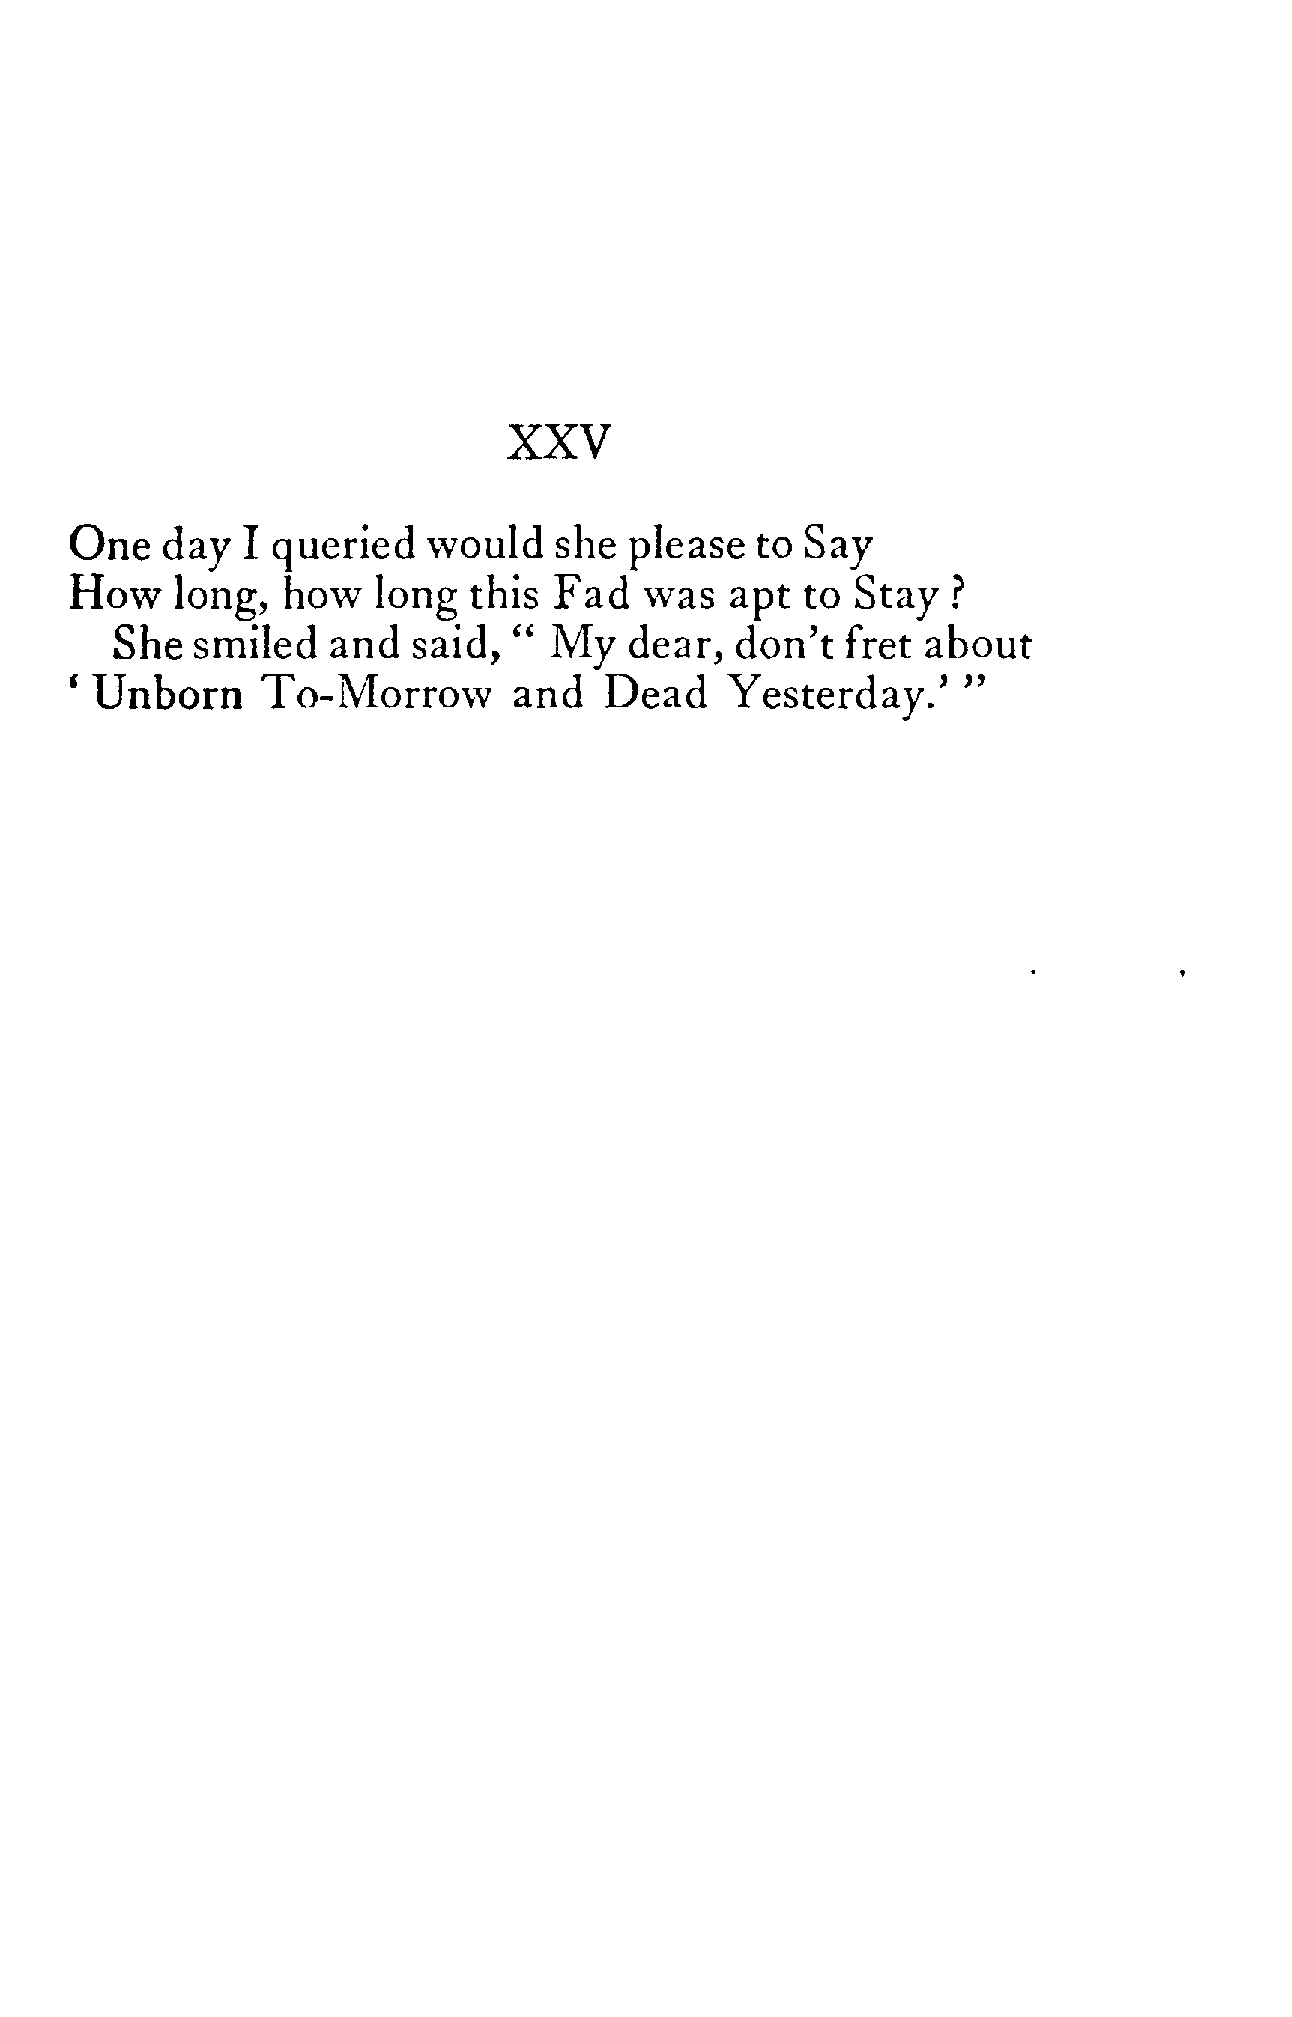 XXV
One day I queried would she please to Say
How long, how long this Fad was apt to Stay ?
She smiled and said, “ My dear, don’t fret about
‘ Unborn To-Morrow and Dead Yesterday.’ ”